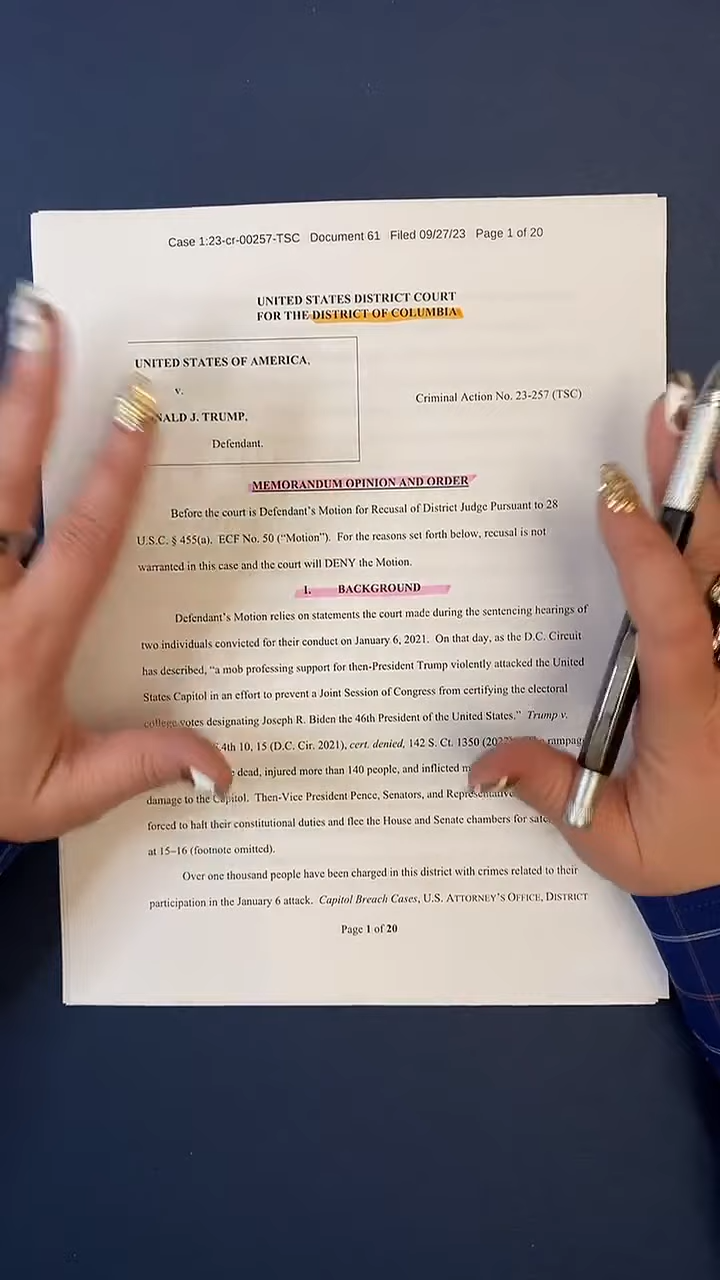 Case 1:23-cr-00257-TSC Document 61 Filed 09/27/23 Page 1 of 20
UNITED STATES DISTRICT COURT
FOR THE DISTRICT OF COLUMBIA
UNITED STATES OF AMERICA,
v.
NALD J. TRUMP,
Defendant.
Criminal Action No. 23-257 (TSC)
MEMORANDUM OPINION AND ORDER
Before the court is Defendant's Motion for Recusal of District Judge Pursuant to 28
U.S.C. § 455(a). ECF No. 50 ("Motion"). For the reasons set forth below, recusal is not
warranted in this case and the court will DENY the Motion.
I. BACKGROUND
Defendant's Motion relies on statements the court made during the sentencing hearings of
two individuals convicted for their conduct on January 6, 2021. On that day, as the D.C. Circuit
has described, "a mob professing support for then-President Trump violently attacked the United
States Capitol in an effort to prevent a Joint Session of Congress from certifying the electoral
college votes designating Joseph R. Biden the 46th President of the United States." Trump v.
.4th 10, 15 (D.C. Cir. 2021), cert. denied, 142 S. Ct. 1350 rampag
dead, injured more than 140 people, and inflicted m
damage to the Capitol. Then-Vice President Pence, Senators, and Representative
forced to halt their constitutional duties and flee the House and Senate chambers for safe
at 15–16 (footnote omitted).
Over one thousand people have been charged in this district with crimes related to their
participation in the January 6 attack. Capitol Breach Cases, U.S. ATTORNEY'S OFFICE, DISTRICT
Page 1 of 20